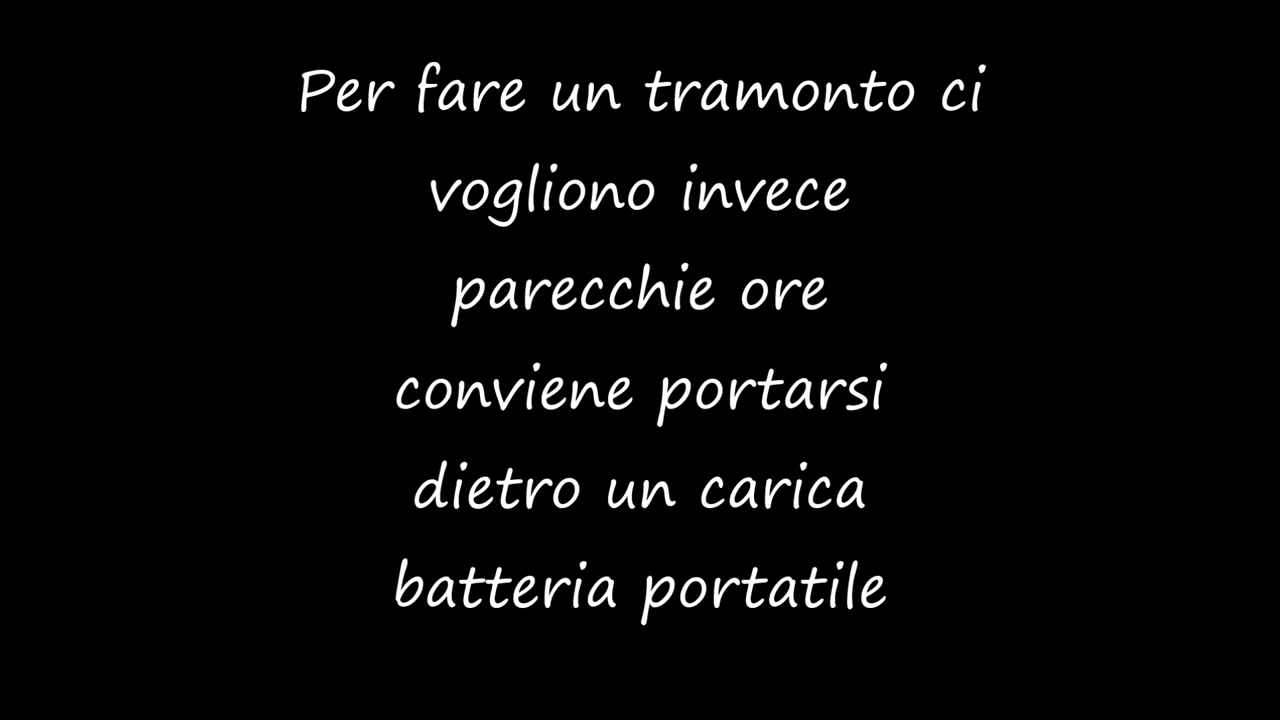 Per fare un tramonto ci
vogliono invece
parecchie ore
conviene portarsi
dietro un carica
batteria portatile